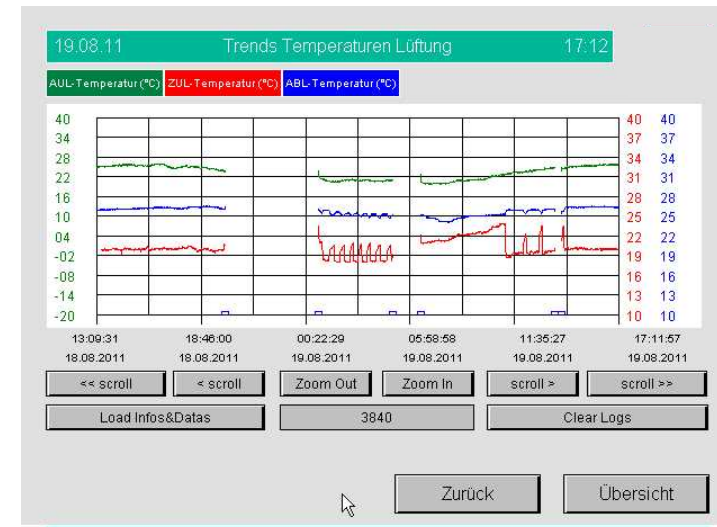 19.08.11 Trends Temperaturen Lüftung 17:12
AUL-Temperatur (°C) ZUL-Temperatur (°C) ABL-Temperatur (°C)
40 40 40
34 37 37
28 34 34
22 31 31
16 28 28
10 25 25
04 22 22
-02 19 19
-08 16 16
-14 13 13
-20 10 10
13:09:31 18:46:00 00:22:29 05:58:58 11:35:27 17:11:57
18.08.2011 18.08.2011 19.08.2011 19.08.2011 19.08.2011 19.08.2011
<< scroll < scroll Zoom Out Zoom In scroll > scroll >>
Load Infos&Datas 3840 Clear Logs
Zurück Übersicht